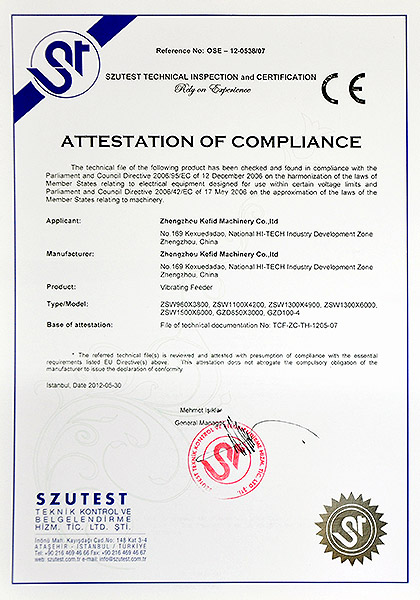 Reference No: OSE – 12-0538/07
SZUTEST TECHNICAL INSPECTION and CERTIFICATION
Rely on Experience
CE
ATTESTATION OF COMPLIANCE
The technical file of the following product has been checked and found in compliance with the
Parliament and Council Directive 2006/95/EC of 12 December 2006 on the harmonization of the laws of
Member States relating to electrical equipment designed for use within certain voltage limits and
Parliament and Council Directive 2006/42/EC of 17 May 2006 on the approximation of the laws of the
Member States relating to machinery.
Applicant: Zhengzhou Kefid Machinery Co.,ltd
No.169 Kexuedadao, National HI-TECH Industry Development Zone
Zhengzhou, China
Manufacturer: Zhengzhou Kefid Machinery Co.,ltd
No.169 Kexuedadao, National HI-TECH Industry Development Zone
Zhengzhou, China
Product: Vibrating Feeder
Type/Model: ZSW960X3800, ZSW1100X4200, ZSW1300X4900, ZSW1300X6000,
ZSW1500X6000, GZD650X3000, GZD100-4
Base of attestation: File of technical documentation No: TCF-ZC-TH-1205-07
* The referenced technical file(s) is reviewed and attested with presumption of compliance with the essential
requirements listed EU Directive(s) above. This attestation does not abrogate the compulsory obligation of the
manufacturer to issue the declaration of conformity.
Istanbul, Date 2012-05-30
Mehmet Işıklar
General Manager
SZUTEST
TEKNİK KONTROL VE
BELGELENDİRME
HİZM. TİC. LTD. ŞTİ.
İnönü Mah. Kayışdağı Cad. No: 148 Kat 3-4
ATAŞEHİR - İSTANBUL / TÜRKİYE
Tel: +90 216 469 46 66 Fax: +90 216 469 46 67
web: szutest.com.tr e-mail: info@szutest.com.tr